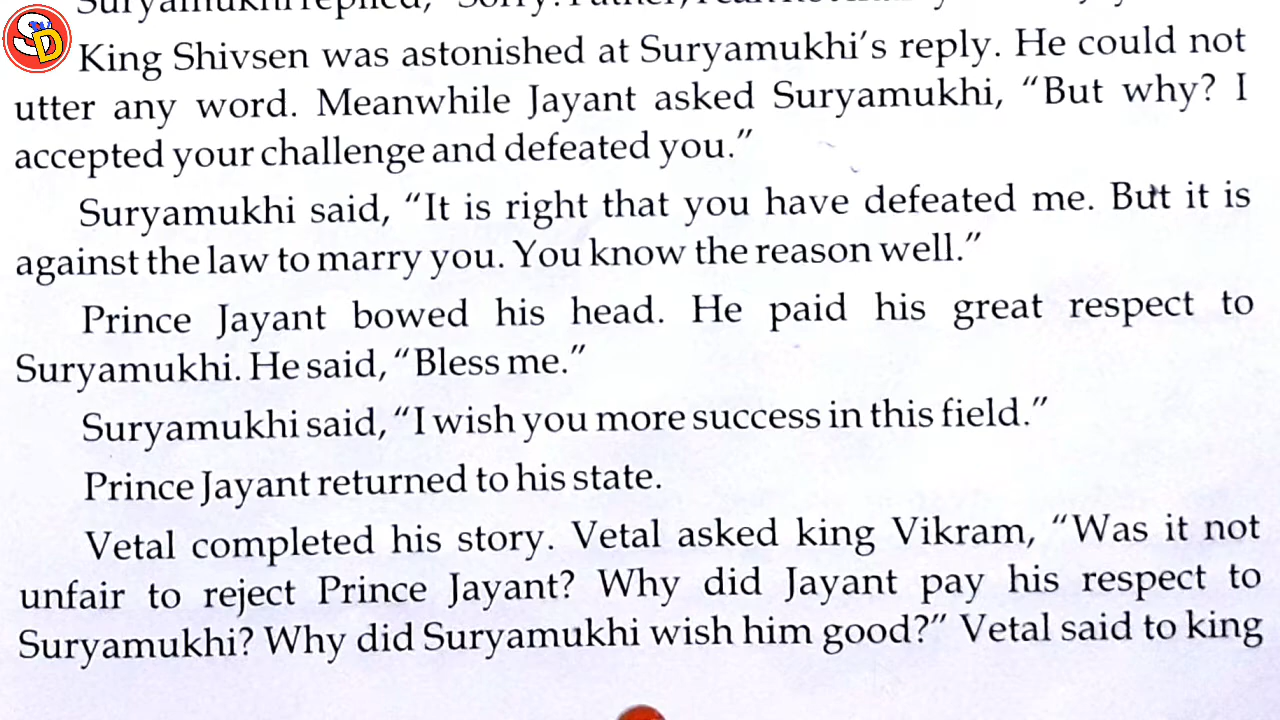 SD
Suryamukhi replied, "Sorry! Father,
King Shivsen was astonished at Suryamukhi's reply. He could not
utter any word. Meanwhile Jayant asked Suryamukhi, "But why? I
accepted your challenge and defeated you."
Suryamukhi said, "It is right that you have defeated me. But it is
against the law to marry you. You know the reason well."
Prince Jayant bowed his head. He paid his great respect to
Suryamukhi. He said, "Bless me."
Suryamukhi said, "I wish you more success in this field."
Prince Jayant returned to his state.
Vetal completed his story. Vetal asked king Vikram, "Was it not
unfair to reject Prince Jayant? Why did Jayant pay his respect to
Suryamukhi? Why did Suryamukhi wish him good?" Vetal said to king